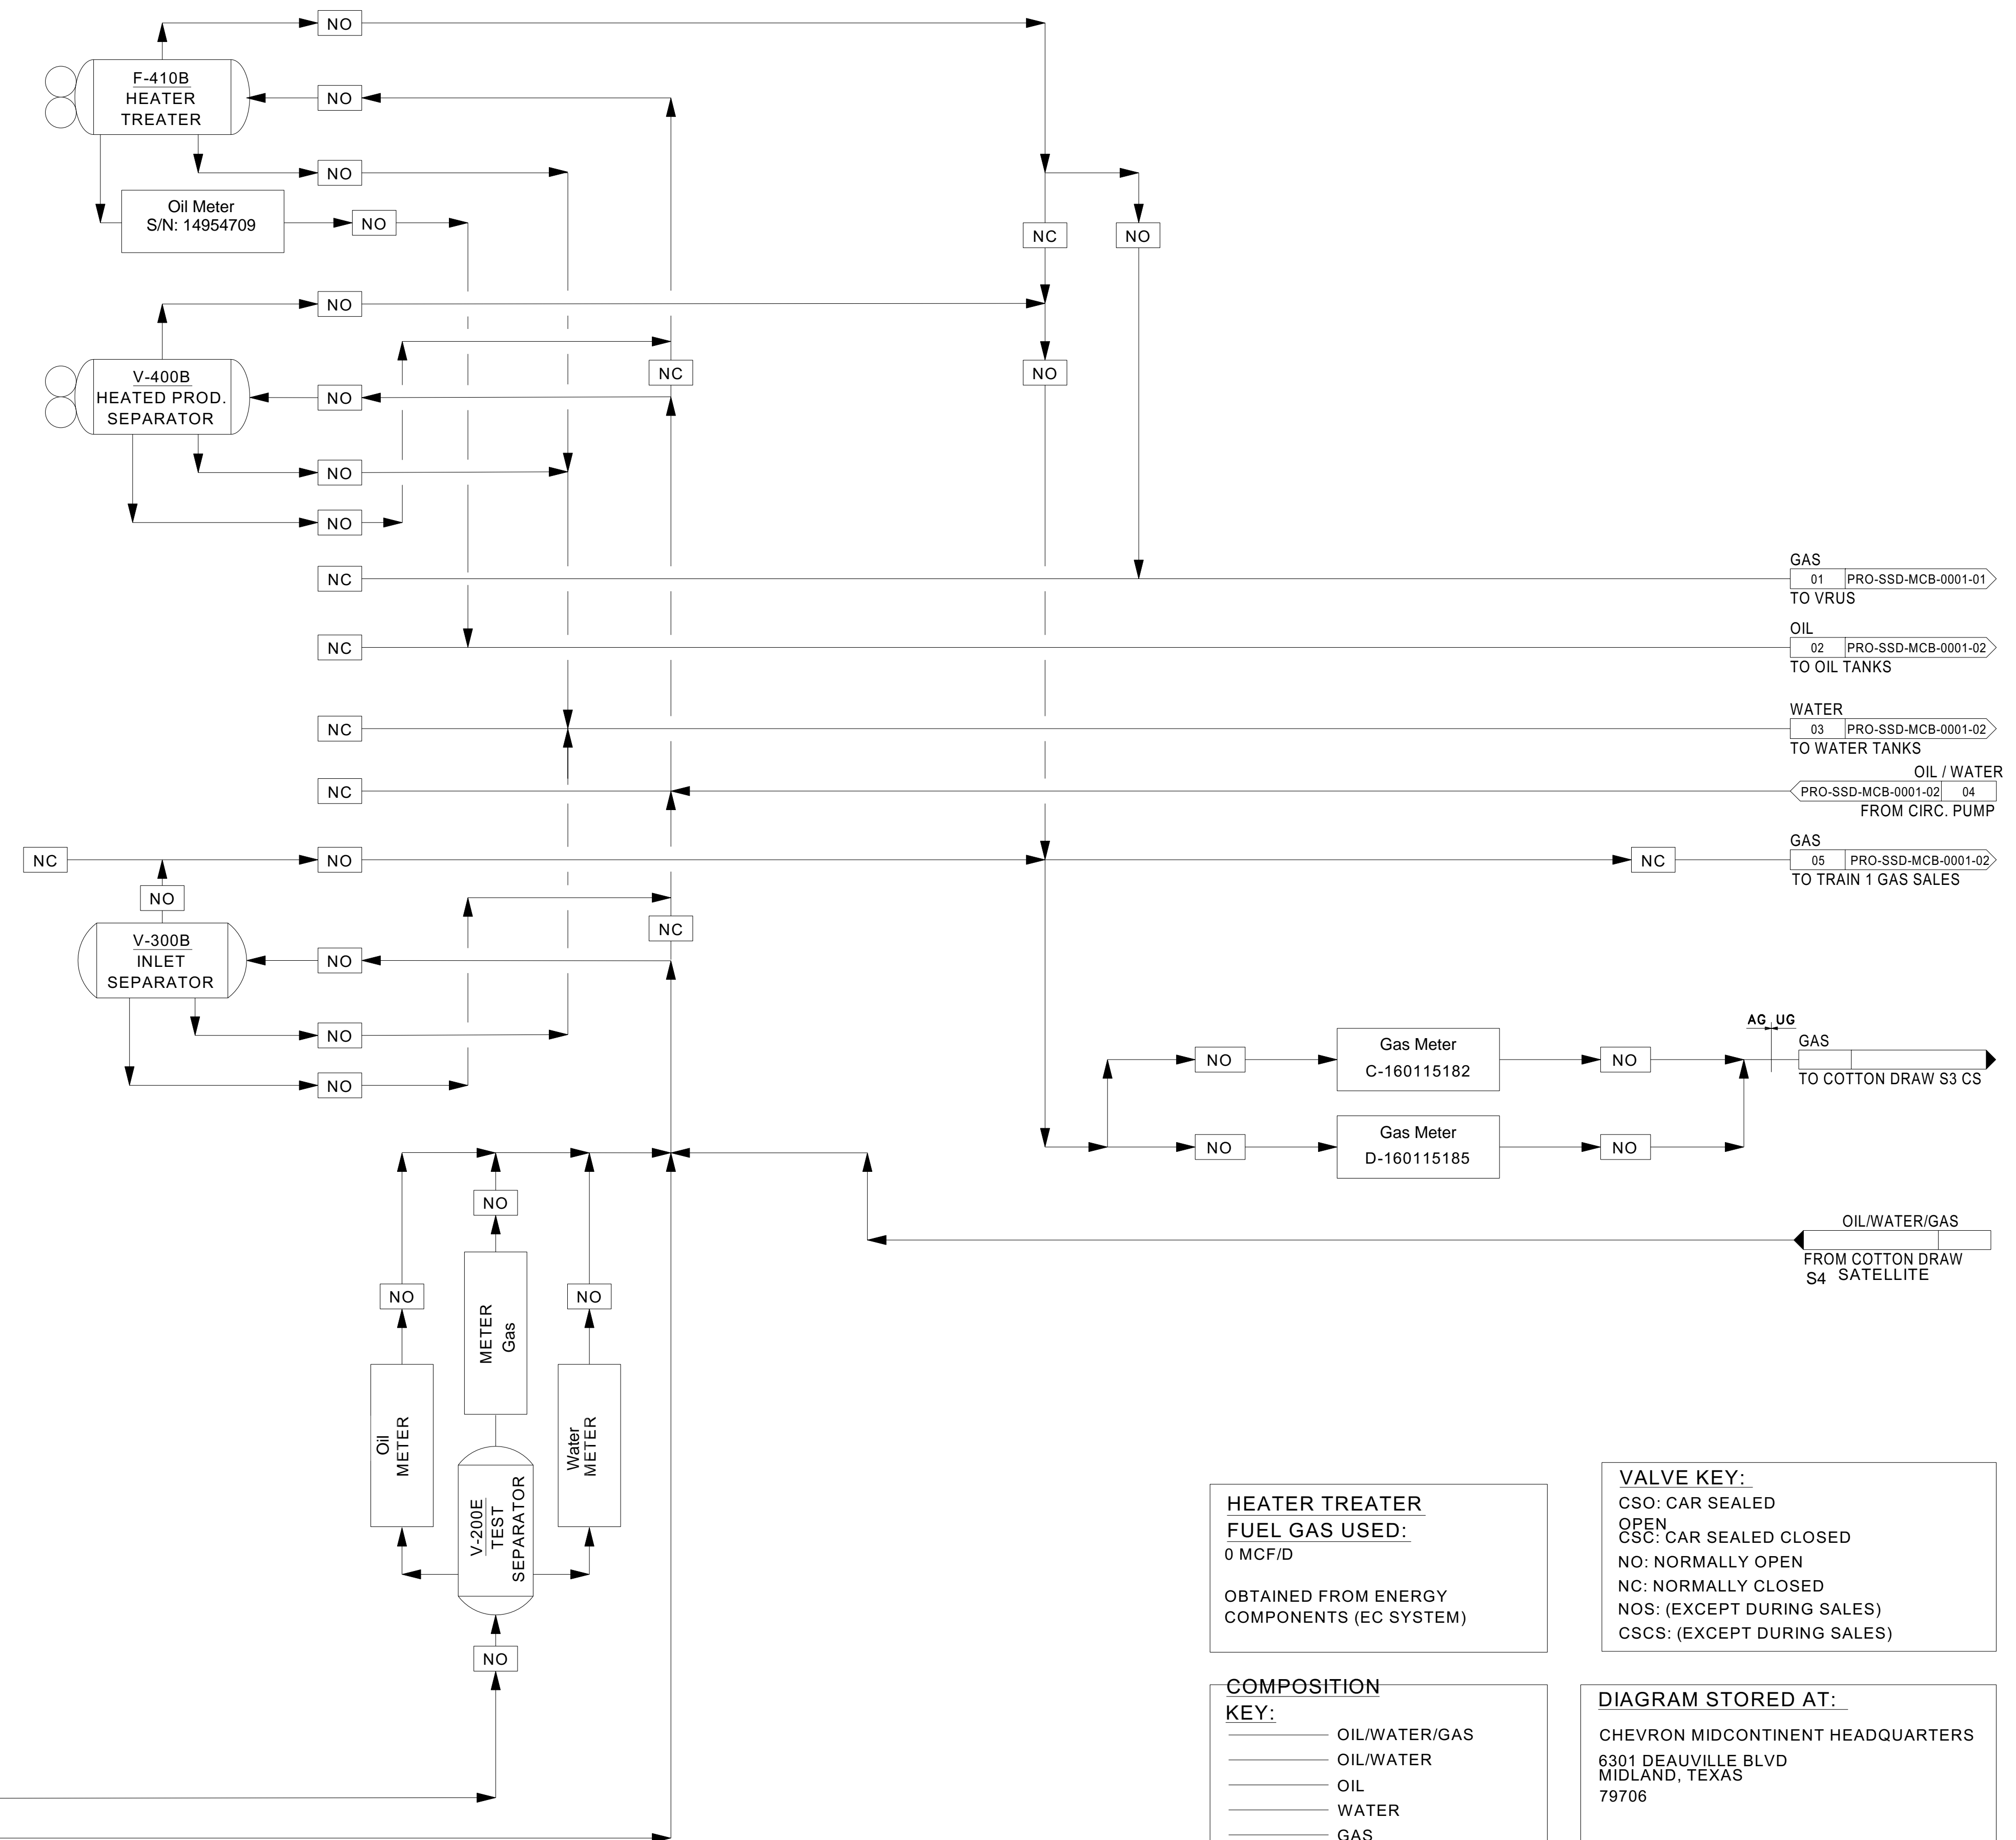 NO
F-410B
HEATER
TREATER
NO
NO
Oil Meter
S/N: 14954709
NO
NC
NO
NO
V-400B
HEATED PROD.
SEPARATOR
NC
NO
NO
NO
NO
GAS
NC
01 PRO-SSD-MCB-0001-01
TO VRUS
OIL
NC
02 PRO-SSD-MCB-0001-02
TO OIL TANKS
WATER
NC
03 PRO-SSD-MCB-0001-02
TO WATER TANKS
OIL / WATER
NC
PRO-SSD-MCB-0001-02 04
FROM CIRC. PUMP
GAS
NC
NO
NC
05 PRO-SSD-MCB-0001-02
TO TRAIN 1 GAS SALES
NO
V-300B
INLET
SEPARATOR
NC
NO
NO
NO
AG UG
GAS
NO
Gas Meter
C-160115182
NO
TO COTTON DRAW S3 CS
NO
Gas Meter
D-160115185
NO
NO
OIL/WATER/GAS
FROM COTTON DRAW
S4 SATELLITE
NO
NO
METER
Gas
Oil
METER
Water
METER
V-200E
TEST
SEPARATOR
NO
HEATER TREATER
FUEL GAS USED:
0 MCF/D
OBTAINED FROM ENERGY
COMPONENTS (EC SYSTEM)
VALVE KEY:
CSO: CAR SEALED
OPEN
CSC: CAR SEALED CLOSED
NO: NORMALLY OPEN
NC: NORMALLY CLOSED
NOS: (EXCEPT DURING SALES)
CSCS: (EXCEPT DURING SALES)
COMPOSITION
KEY:
OIL/WATER/GAS
OIL/WATER
OIL
WATER
GAS
DIAGRAM STORED AT:
CHEVRON MIDCONTINENT HEADQUARTERS
6301 DEAUVILLE BLVD
MIDLAND, TEXAS
79706